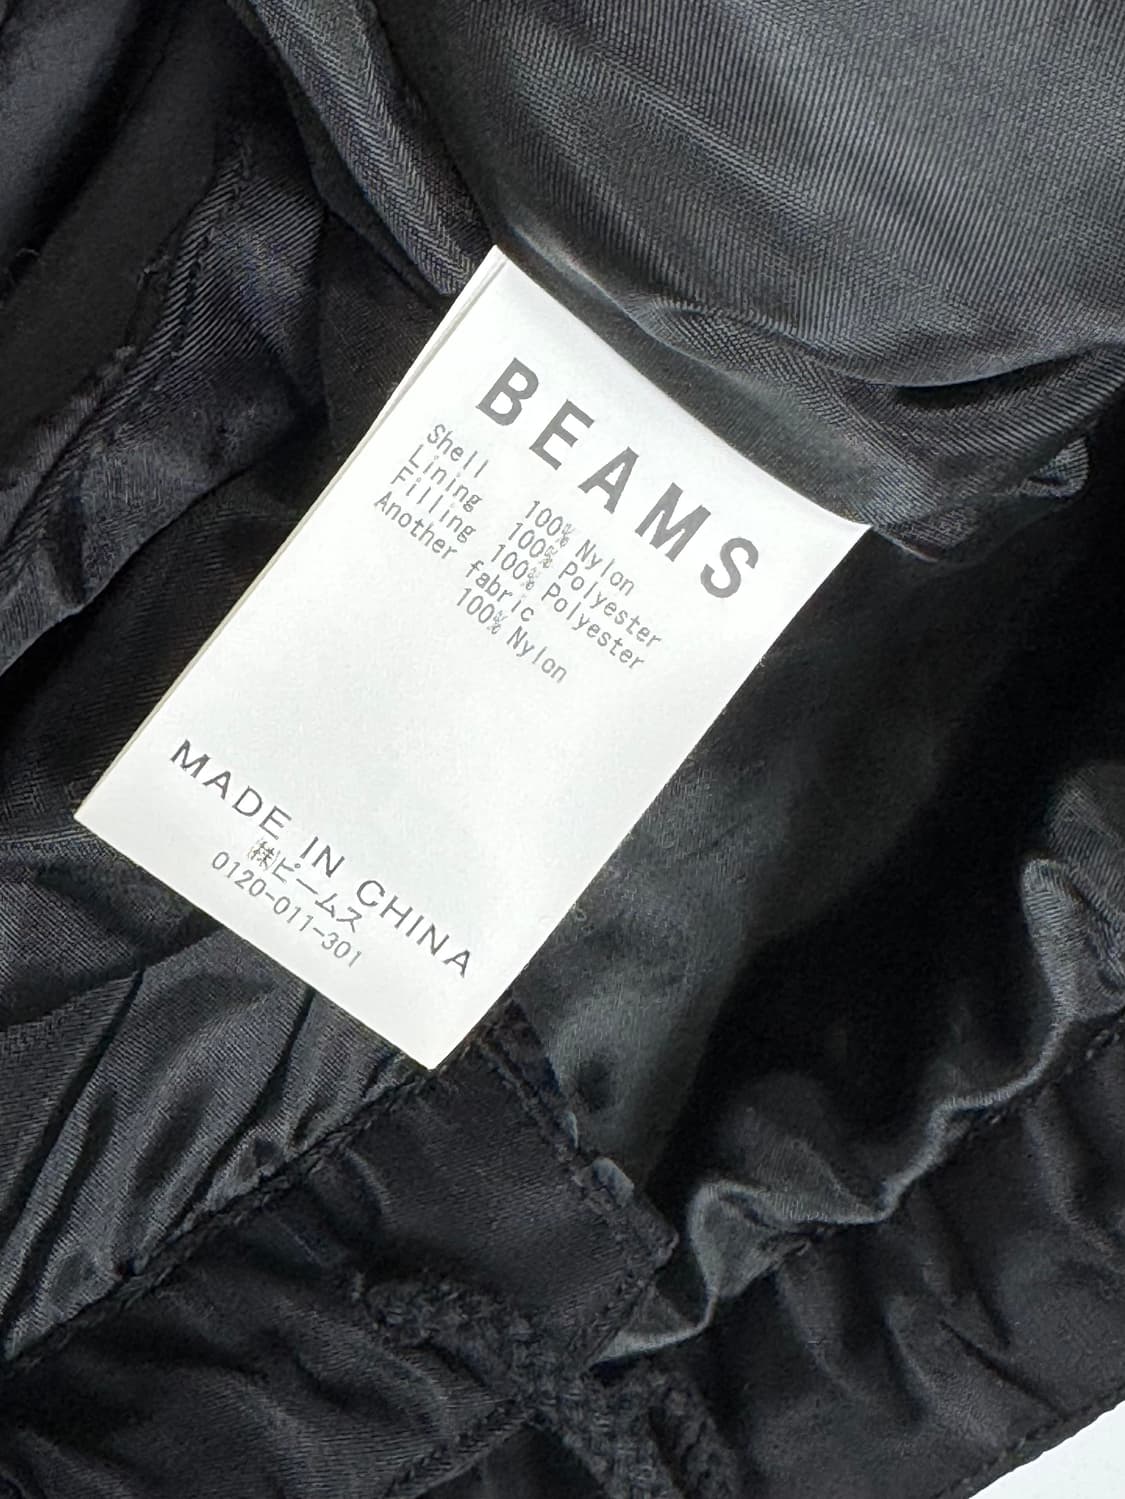 BEAMS
Shell 100% Nylon
Lining 100% Polyester
Filling 100% Polyester
Another fabric
100% Nylon
MADE IN CHINA
㈱ビームス
0120-011-301